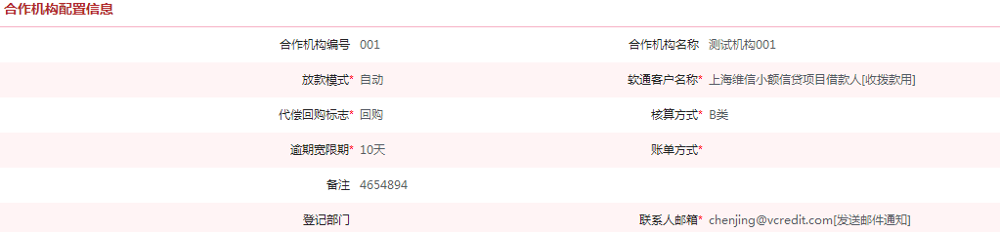 合作机构配置信息
合作机构编号 001 合作机构名称 测试机构001
放款模式* 自动 软通客户名称* 上海维信小额信贷项目借款人[收拨款用]
代偿回购标志* 回购 核算方式* B类
逾期宽限期* 10天 账单方式*
备注 4654894
登记部门 联系人邮箱* chenjing@vcredit.com[发送邮件通知]